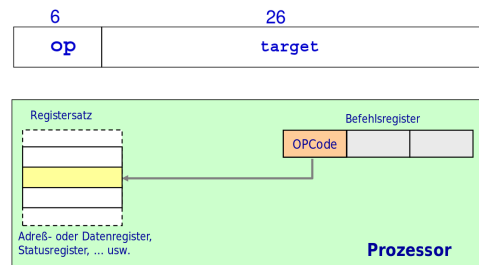 6 26
op target
Registersatz Befehlsregister
OPCode
Adreß- oder Datenregister,
Statusregister, ... usw.
Prozessor